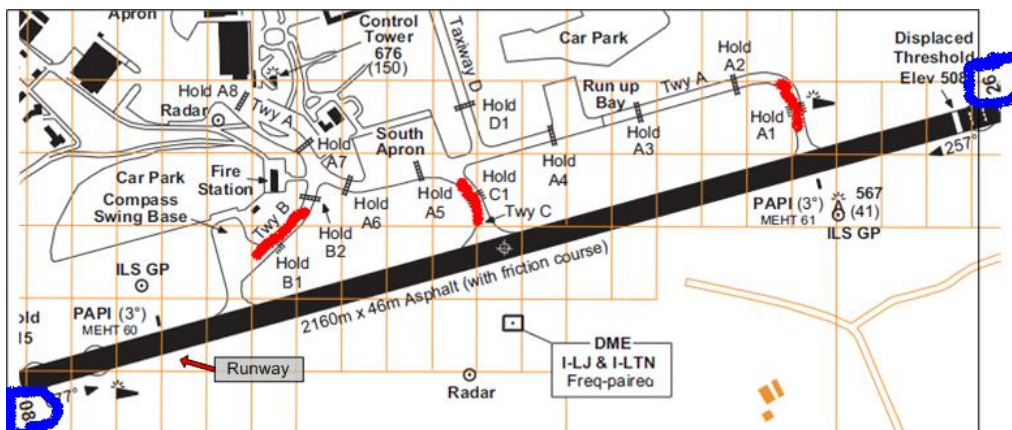 Apron
Control
Tower
676
(150)
Taxiway D
Car Park
Hold
A2
Twy A
Displaced
Threshold
Elev 508
26
Hold A8
Radar
Twy A
Run up
Bay
Hold
D1
Hold
A3
Hold
A1
257°
South
Apron
Hold
A7
Hold
A4
Car Park
Fire
Station
Compass
Swing Base
Hold
A6
Hold
A5
Hold
C1
Twy C
PAPI (3°)
MEHT 61
567
(41)
ILS GP
Twy B
Hold
B2
Hold
B1
ILS GP
2160m x 46m Asphalt (with friction course)
PAPI (3°)
MEHT 60
DME
I-LJ & I-LTN
Freq-paired
Runway
Radar
08